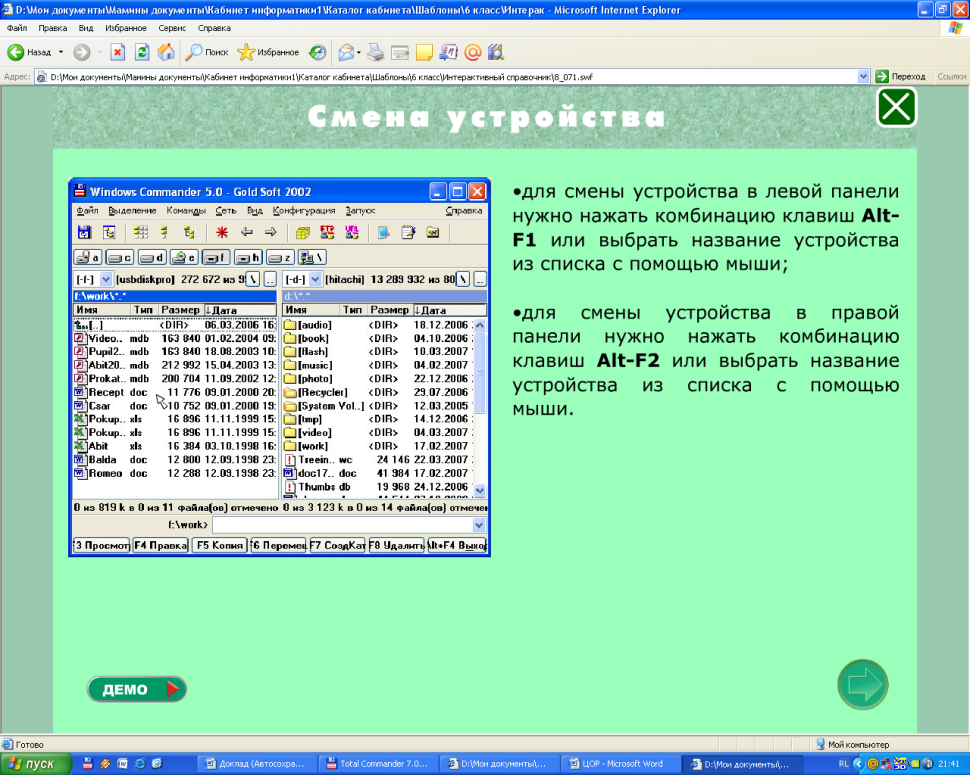 D:\Мои документы\Мамины документы\Кабинет информатики1\Каталог кабинета\Шаблоны\6 класс\Интерак - Microsoft Internet Explorer
Файл Правка Вид Избранное Сервис Справка
Назад Поиск Избранное
Адрес: D:\Мои документы\Мамины документы\Кабинет информатики1\Каталог кабинета\Шаблоны\6 класс\Интерактивный справочник\8_071.swf Переход Ссылки
Смена устройства
Windows Commander 5.0 - Gold Soft 2002
Файл Выделение Команды Сеть Вид Конфигурация Запуск Справка
a c d e f h z \
[-f-] [usbdiskpro] 272 672 из 9 \ .. [-d-] [hitachi] 13 289 932 из 80 \ ..
f:\work\*.* d:\*.*
Имя Тип Размер ↓Дата Имя Тип Размер ↓Дата
[..] <DIR> 06.03.2006 16: [audio] <DIR> 18.12.2006
Video.. mdb 163 840 01.02.2004 09: [book] <DIR> 04.10.2006
Pupil2.. mdb 163 840 18.08.2003 10: [flash] <DIR> 10.03.2007
Abit20.. mdb 212 992 15.04.2003 13: [music] <DIR> 04.02.2007
Prokat.. mdb 200 704 11.09.2002 12: [photo] <DIR> 22.12.2006
Recept doc 11 776 09.01.2000 20: [Recycler] <DIR> 29.07.2006
Csar doc 10 752 09.01.2000 19: [System Vol..] <DIR> 12.03.2005
Pokup.. xls 16 896 11.11.1999 15: [tmp] <DIR> 14.12.2006
Pokup.. xls 16 896 11.11.1999 15: [video] <DIR> 04.03.2007
Abit xls 16 384 03.10.1998 16: [work] <DIR> 17.02.2007
Balda doc 12 800 12.09.1998 23: Treein.. wc 24 146 22.03.2007
Romeo doc 12 288 12.09.1998 23: doc17.. doc 41 984 17.02.2007
Thumbs db 19 968 24.12.2006
0 из 819 k в 0 из 11 файла(ов) отмечено 0 из 3 123 k в 0 из 14 файла(ов) отмечен
f:\work>
3 Просмот F4 Правка F5 Копия 6 Перемещ F7 СоздКат F8 Удалить Alt+F4 Выход
•для смены устройства в левой панели
нужно нажать комбинацию клавиш Alt-
F1 или выбрать название устройства
из списка с помощью мыши;
•для смены устройства в правой
панели нужно нажать комбинацию
клавиш Alt-F2 или выбрать название
устройства из списка с помощью
мыши.
ДЕМО
Готово Мой компьютер
пуск Доклад (Автосохра... Total Commander 7.0... D:\Мои документы\... ЦОР - Microsoft Word D:\Мои документы\... RL 21:41